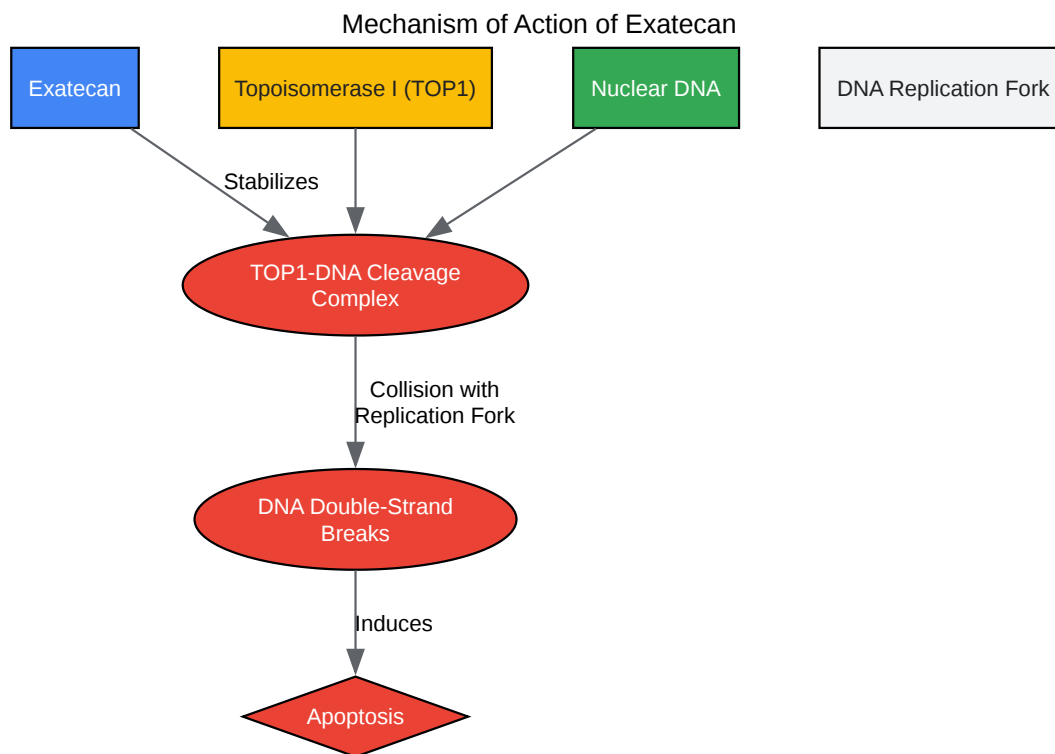 Mechanism of Action of Exatecan
Exatecan
Topoisomerase I (TOP1)
Nuclear DNA
DNA Replication Fork
Stabilizes
TOP1-DNA Cleavage
Complex
Collision with
Replication Fork
DNA Double-Strand
Breaks
Induces
Apoptosis